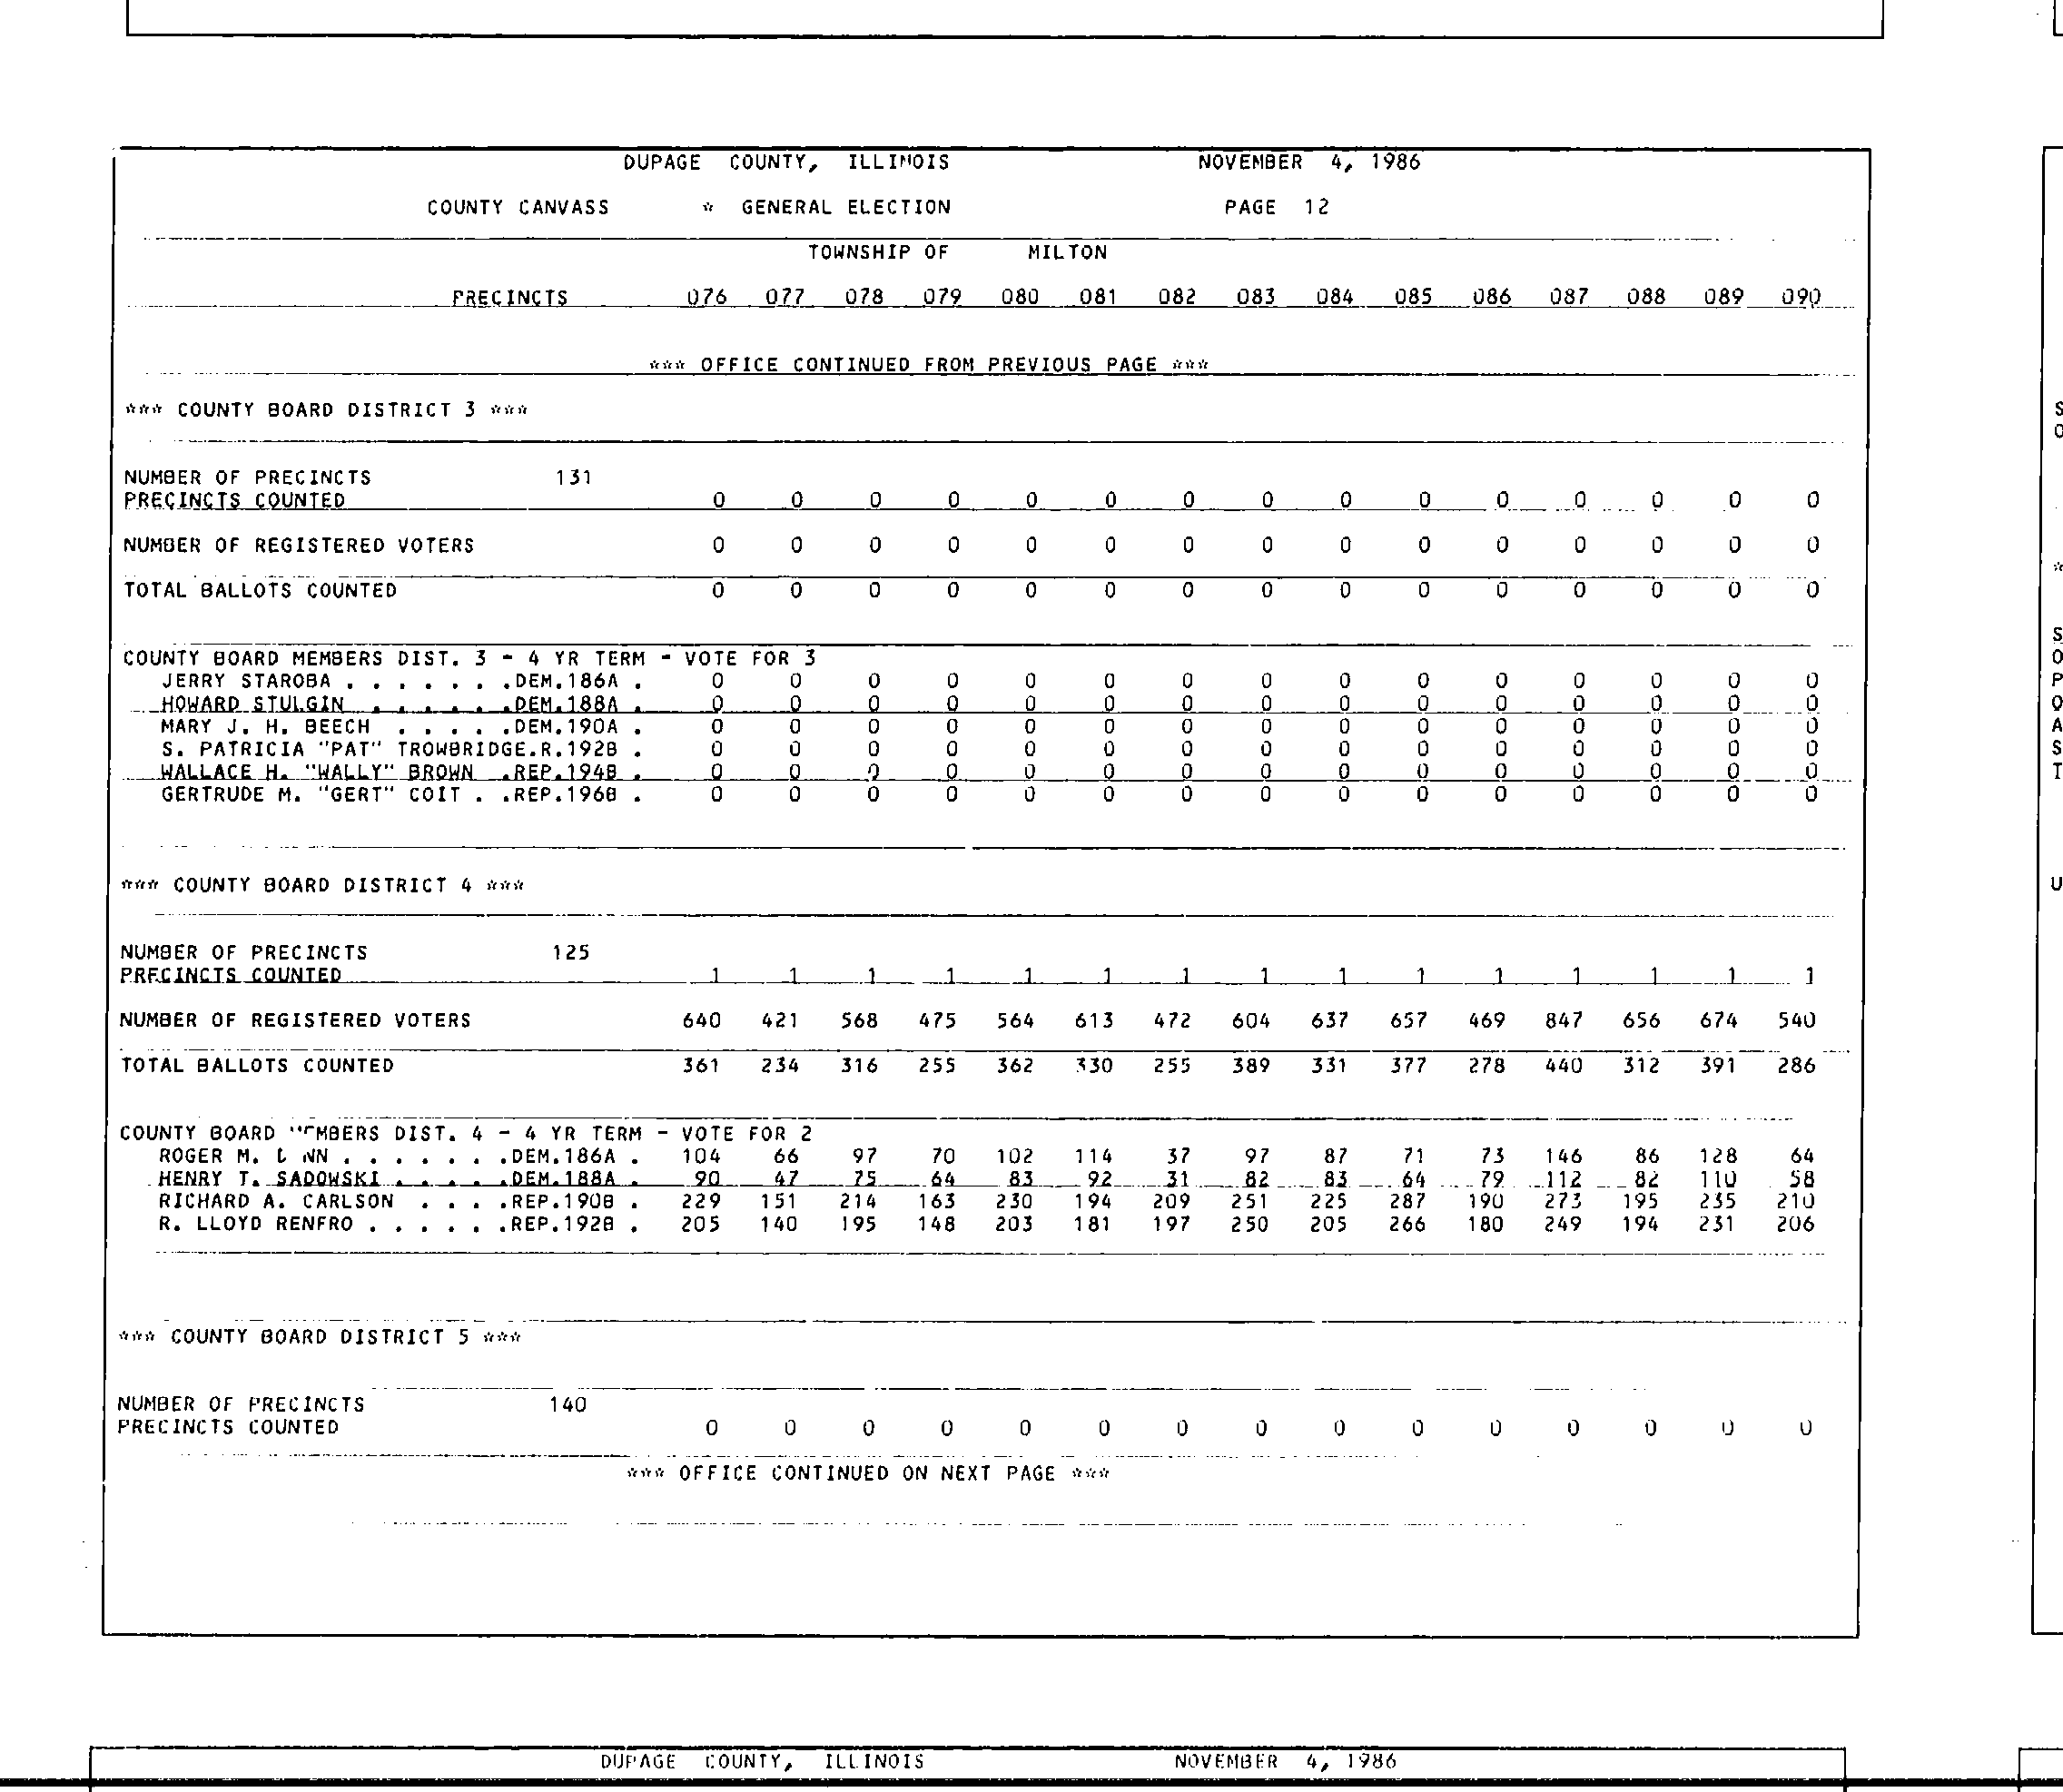 DUPAGE COUNTY, ILLINOIS NOVEMBER 4, 1986
COUNTY CANVASS * GENERAL ELECTION PAGE 12
TOWNSHIP OF MILTON
PRECINCTS 076 077 078 079 080 081 082 083 084 085 086 087 088 089 090
*** OFFICE CONTINUED FROM PREVIOUS PAGE ***
*** COUNTY BOARD DISTRICT 3 ***
NUMBER OF PRECINCTS 131
PRECINCTS COUNTED 0 0 0 0 0 0 0 0 0 0 0 0 0 0 0
NUMBER OF REGISTERED VOTERS 0 0 0 0 0 0 0 0 0 0 0 0 0 0 0
TOTAL BALLOTS COUNTED 0 0 0 0 0 0 0 0 0 0 0 0 0 0 0
COUNTY BOARD MEMBERS DIST. 3 - 4 YR TERM - VOTE FOR 3
JERRY STAROBA . . . . . . .DEM.186A . 0 0 0 0 0 0 0 0 0 0 0 0 0 0 0
HOWARD STULGIN . . . . . .DEM.188A . 0 0 0 0 0 0 0 0 0 0 0 0 0 0 0
MARY J. H. BEECH . . . . .DEM.190A . 0 0 0 0 0 0 0 0 0 0 0 0 0 0 0
S. PATRICIA "PAT" TROWBRIDGE.R.192B . 0 0 0 0 0 0 0 0 0 0 0 0 0 0 0
WALLACE H. "WALLY" BROWN .REP.194B . 0 0 0 0 0 0 0 0 0 0 0 0 0 0 0
GERTRUDE M. "GERT" COIT . .REP.196B . 0 0 0 0 0 0 0 0 0 0 0 0 0 0 0
*** COUNTY BOARD DISTRICT 4 ***
NUMBER OF PRECINCTS 125
PRECINCTS COUNTED 1 1 1 1 1 1 1 1 1 1 1 1 1 1 1
NUMBER OF REGISTERED VOTERS 640 421 568 475 564 613 472 604 637 657 469 847 656 674 540
TOTAL BALLOTS COUNTED 361 234 316 255 362 330 255 389 331 377 278 440 312 391 286
COUNTY BOARD MEMBERS DIST. 4 - 4 YR TERM - VOTE FOR 2
ROGER M. . . . . . . .DEM.186A . 104 66 97 70 102 114 37 97 87 71 73 146 86 128 64
HENRY T. SADOWSKI . . . . .DEM.188A . 90 47 75 64 83 92 31 82 83 64 79 112 82 110 58
RICHARD A. CARLSON . . . .REP.190B . 229 151 214 163 230 194 209 251 225 287 190 273 195 235 210
R. LLOYD RENFRO . . . . . .REP.192B . 205 140 195 148 203 181 197 250 205 266 180 249 194 231 206
*** COUNTY BOARD DISTRICT 5 ***
NUMBER OF PRECINCTS 140
PRECINCTS COUNTED 0 0 0 0 0 0 0 0 0 0 0 0 0 0 0
*** OFFICE CONTINUED ON NEXT PAGE ***
DUPAGE COUNTY, ILLINOIS NOVEMBER 4, 1986